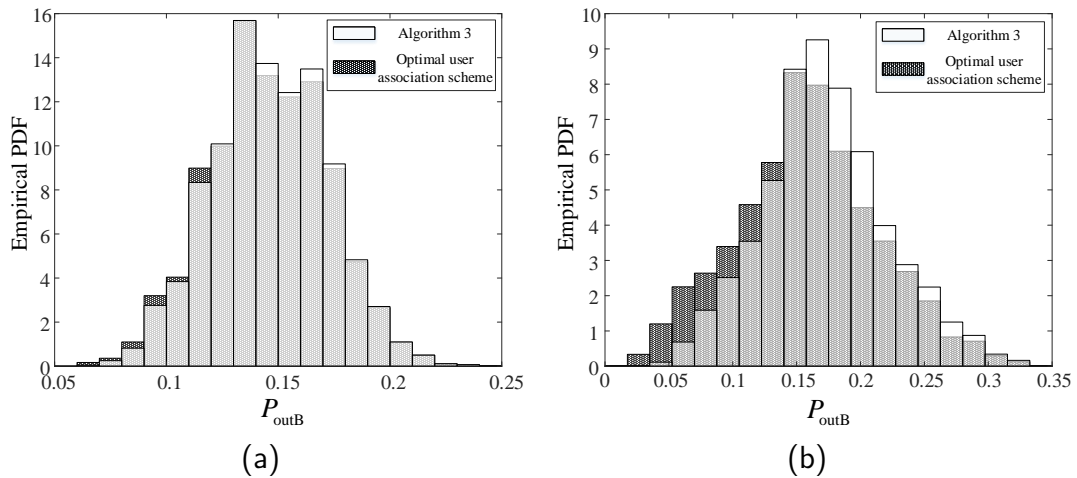 16
14
12
10
8
6
4
2
0
Empirical PDF
Algorithm 3
Optimal user
association scheme
0.05
0.1
0.15
0.2
0.25
PoutB
(a)
10
9
8
7
6
5
4
3
2
1
0
Empirical PDF
Algorithm 3
Optimal user
association scheme
0
0.05
0.1
0.15
0.2
0.25
0.3
0.35
PoutB
(b)